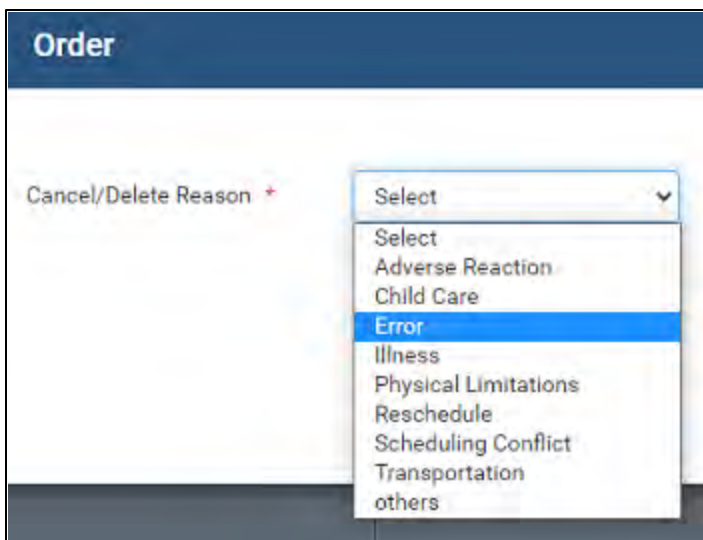 Order
Cancel/Delete Reason *
Select
Select
Adverse Reaction
Child Care
Error
Illness
Physical Limitations
Reschedule
Scheduling Conflict
Transportation
others